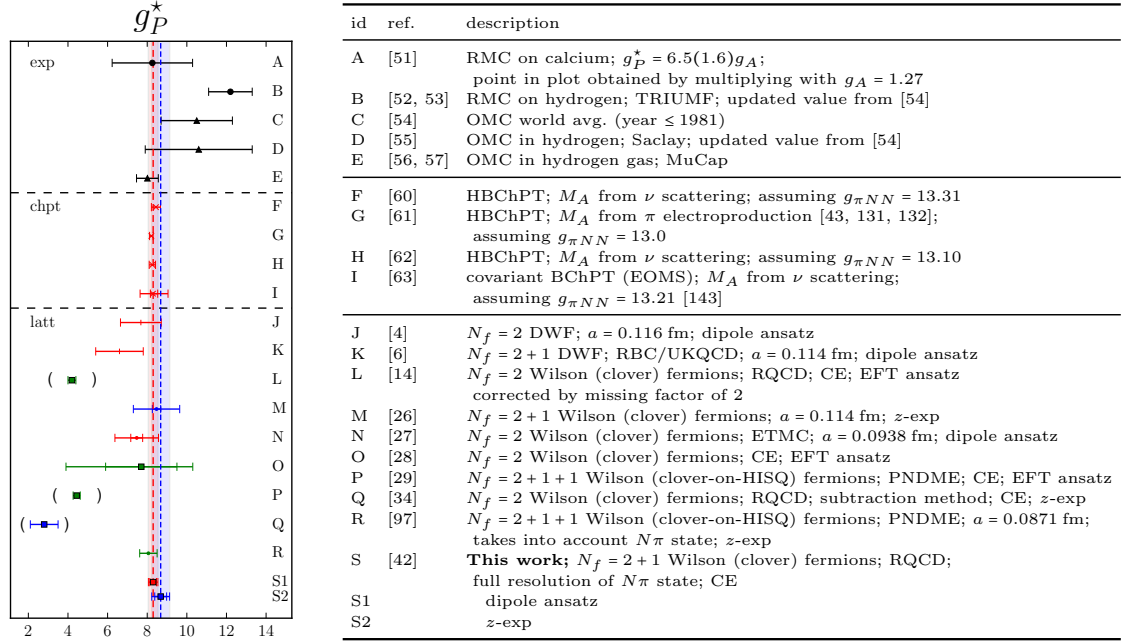 g_P^⋆
exp
A
B
C
D
E
chpt
F
G
H
I
latt
J
K
( ) L
M
N
O
( ) P
( ) Q
R
S1
S2
2 4 6 8 10 12 14
id ref. description
A [51] RMC on calcium; g_P^⋆ = 6.5(1.6)g_A;
point in plot obtained by multiplying with g_A = 1.27
B [52, 53] RMC on hydrogen; TRIUMF; updated value from [54]
C [54] OMC world avg. (year ≤ 1981)
D [55] OMC in hydrogen; Saclay; updated value from [54]
E [56, 57] OMC in hydrogen gas; MuCap
F [60] HBChPT; M_A from ν scattering; assuming g_{πNN} = 13.31
G [61] HBChPT; M_A from π electroproduction [43, 131, 132];
assuming g_{πNN} = 13.0
H [62] HBChPT; M_A from ν scattering; assuming g_{πNN} = 13.10
I [63] covariant BChPT (EOMS); M_A from ν scattering;
assuming g_{πNN} = 13.21 [143]
J [4] N_f = 2 DWF; a = 0.116 fm; dipole ansatz
K [6] N_f = 2 + 1 DWF; RBC/UKQCD; a = 0.114 fm; dipole ansatz
L [14] N_f = 2 Wilson (clover) fermions; RQCD; CE; EFT ansatz
corrected by missing factor of 2
M [26] N_f = 2 + 1 Wilson (clover) fermions; a = 0.114 fm; z-exp
N [27] N_f = 2 Wilson (clover) fermions; ETMC; a = 0.0938 fm; dipole ansatz
O [28] N_f = 2 Wilson (clover) fermions; CE; EFT ansatz
P [29] N_f = 2 + 1 + 1 Wilson (clover-on-HISQ) fermions; PNDME; CE; EFT ansatz
Q [34] N_f = 2 Wilson (clover) fermions; RQCD; subtraction method; CE; z-exp
R [97] N_f = 2 + 1 + 1 Wilson (clover-on-HISQ) fermions; PNDME; a = 0.0871 fm;
takes into account Nπ state; z-exp
S [42] This work; N_f = 2 + 1 Wilson (clover) fermions; RQCD;
full resolution of Nπ state; CE
S1 dipole ansatz
S2 z-exp